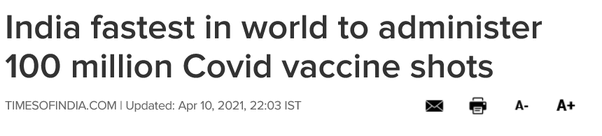 India fastest in world to administer
100 million Covid vaccine shots
TIMESOFINDIA.COM | Updated: Apr 10, 2021, 22:03 IST A- A+